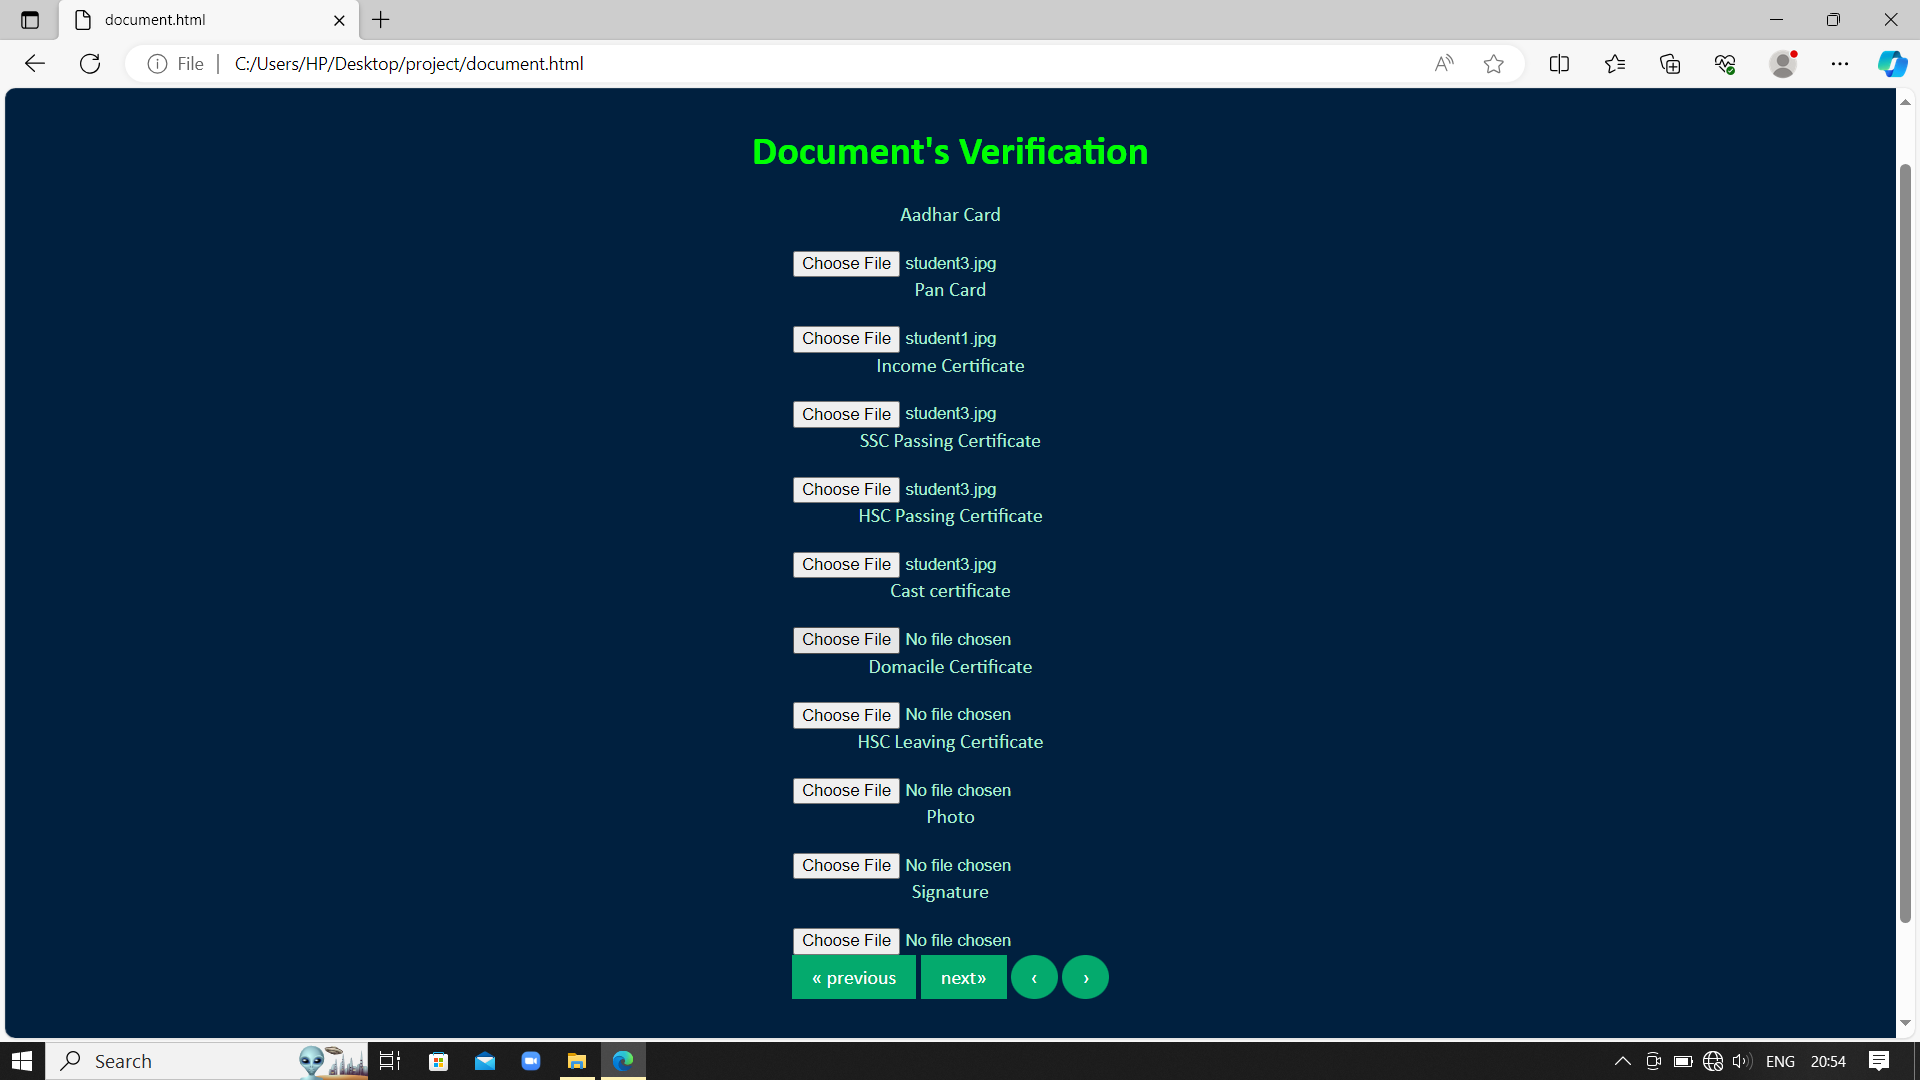 document.html
File C:/Users/HP/Desktop/project/document.html
Document's Verification
Aadhar Card
Choose File student3.jpg
Pan Card
Choose File student1.jpg
Income Certificate
Choose File student3.jpg
SSC Passing Certificate
Choose File student3.jpg
HSC Passing Certificate
Choose File student3.jpg
Cast certificate
Choose File No file chosen
Domacile Certificate
Choose File No file chosen
HSC Leaving Certificate
Choose File No file chosen
Photo
Choose File No file chosen
Signature
Choose File No file chosen
« previous next» ‹ ›
Search ENG 20:54